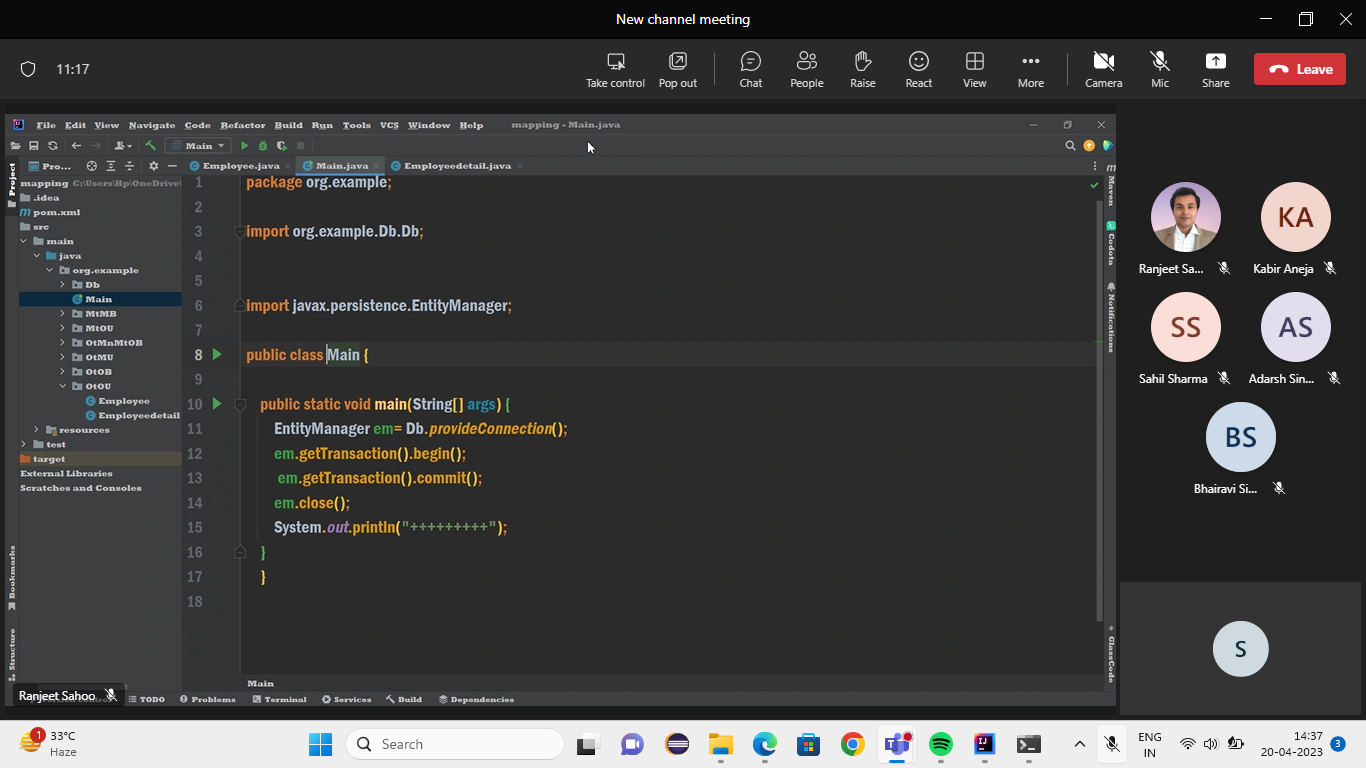 New channel meeting
11:17
Take control Pop out Chat People Raise React View More Camera Mic Share Leave
File Edit View Navigate Code Refactor Build Run Tools VCS Window Help mapping - Main.java
Main
Pro... Employee.java Main.java Employeedetail.java
Project
mapping C:\Users\Hp\OneDrive\
.idea
pom.xml
src
main
java
org.example
Db
Main
MtMB
MtOU
OtMnMtOB
OtMU
OtOB
OtOU
Employee
Employeedetail
resources
test
target
External Libraries
Scratches and Consoles
Bookmarks
Structure
1 package org.example;
2
3 import org.example.Db.Db;
4
5
6 import javax.persistence.EntityManager;
7
8 public class Main {
9
10 public static void main(String[] args) {
11 EntityManager em= Db.provideConnection();
12 em.getTransaction().begin();
13 em.getTransaction().commit();
14 em.close();
15 System.out.println("+++++++++");
16 }
17 }
18
Main
Maven
Codota
Notifications
GlassCode
Ranjeet Sahoo
TODO Problems Terminal Services Build Dependencies
KA
Ranjeet Sa... Kabir Aneja
SS AS
Sahil Sharma Adarsh Sin...
BS
Bhairavi Si...
S
1 33°C
Haze
Search
ENG
IN
14:37
20-04-2023
3